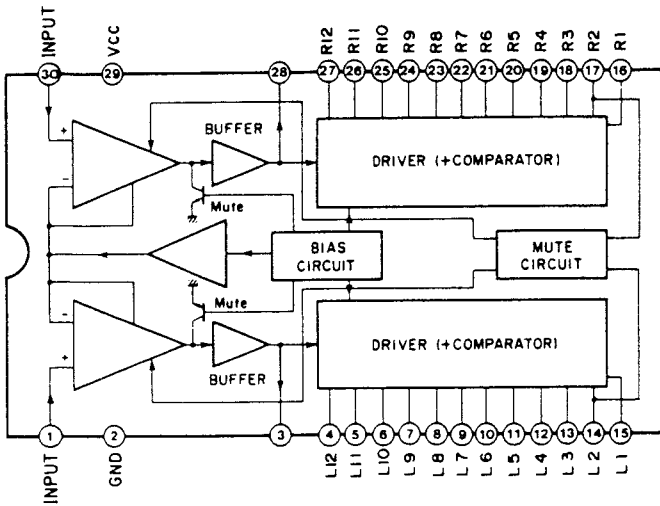 INPUT VCC R12 R11 R10 R9 R8 R7 R6 R5 R4 R3 R2 R1
30 29 28 27 26 25 24 23 22 21 20 19 18 17 16
+
BUFFER
DRIVER (+COMPARATOR)
−
Mute
BIAS
CIRCUIT
MUTE
CIRCUIT
Mute
−
DRIVER (+COMPARATOR)
+
BUFFER
1 2 3 4 5 6 7 8 9 10 11 12 13 14 15
INPUT GND L12 L11 L10 L9 L8 L7 L6 L5 L4 L3 L2 L1